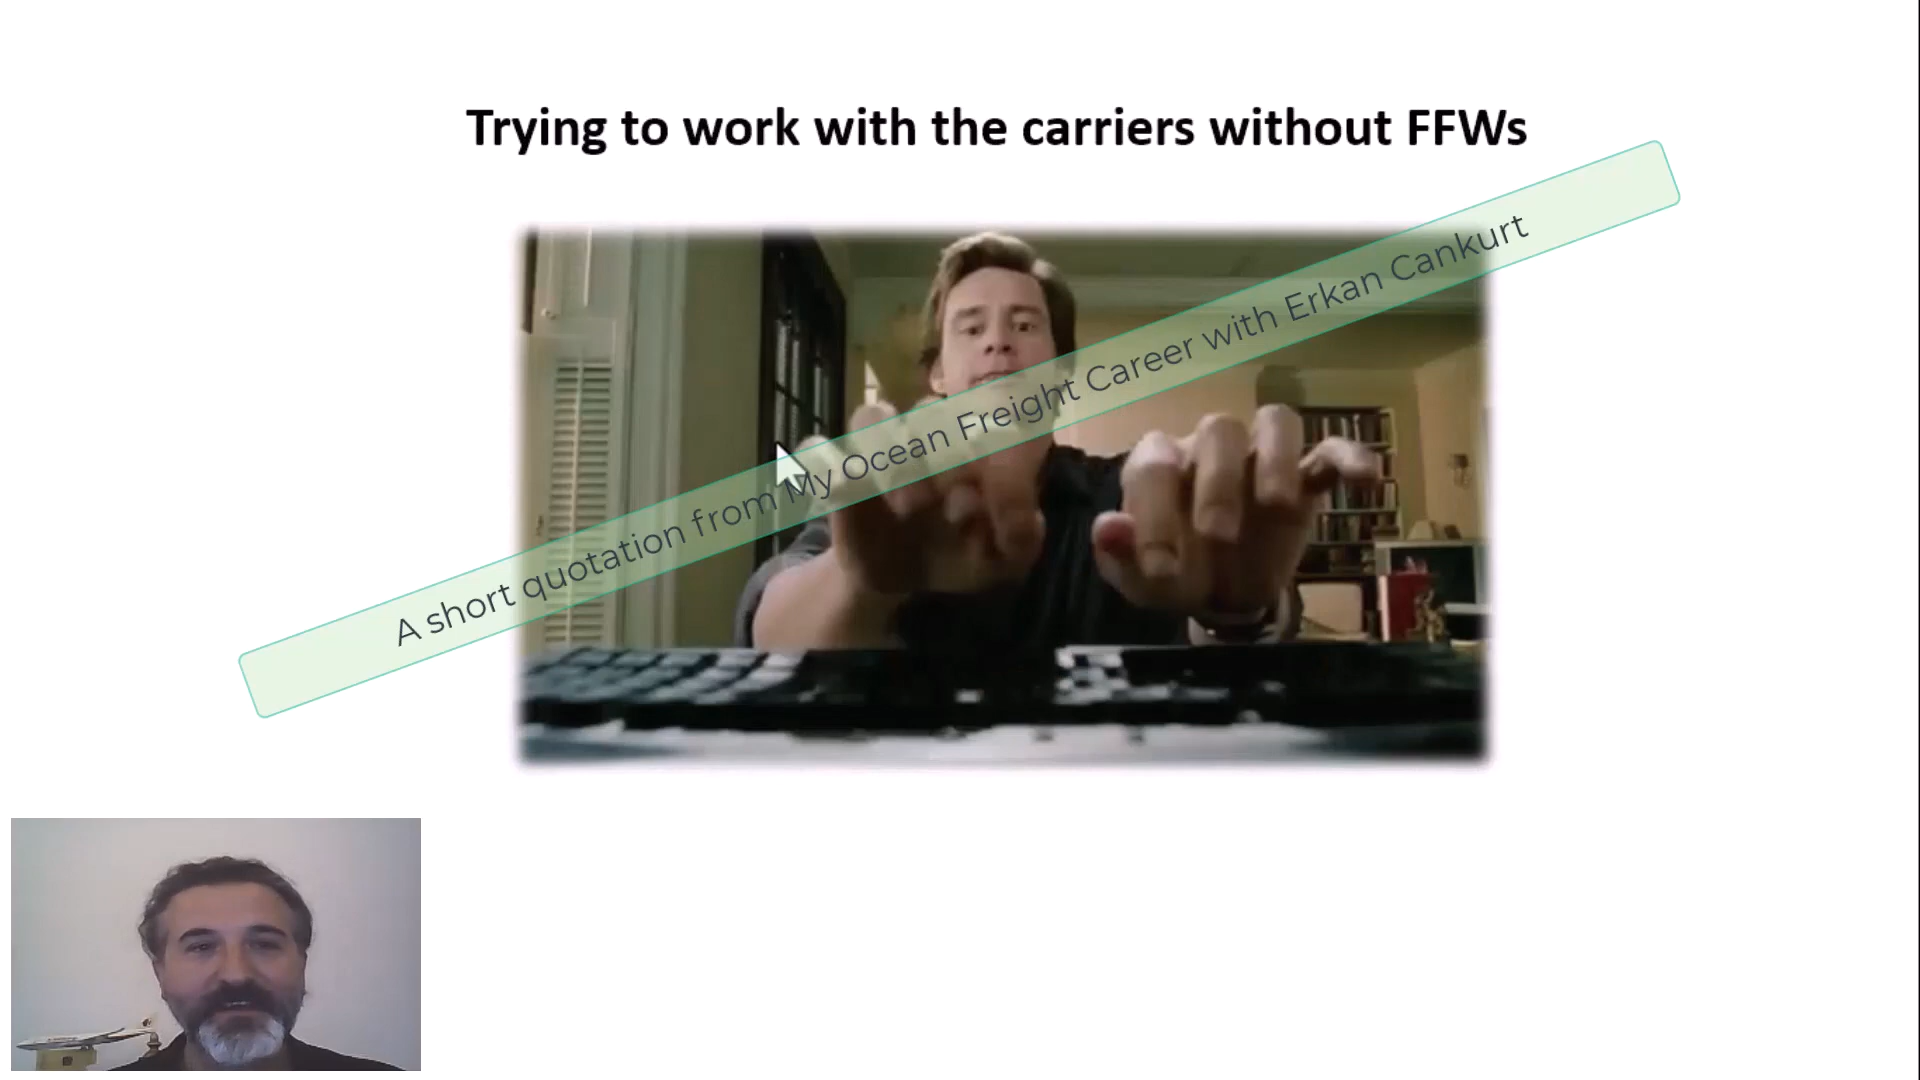 Trying to work with the carriers without FFWs
A short quotation from My Ocean Freight Career with Erkan Cankurt